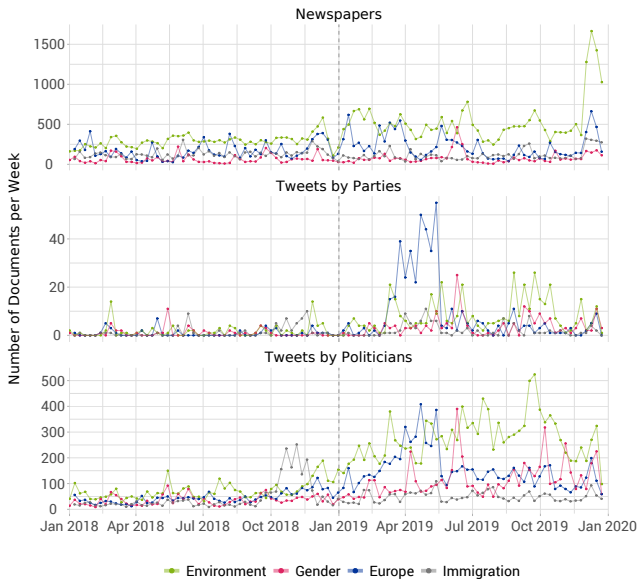 Newspapers
1500
1000
500
0
Tweets by Parties
40
20
0
Number of Documents per Week
Tweets by Politicians
500
400
300
200
100
0
Jan 2018 Apr 2018 Jul 2018 Oct 2018 Jan 2019 Apr 2019 Jul 2019 Oct 2019 Jan 2020
Environment Gender Europe Immigration